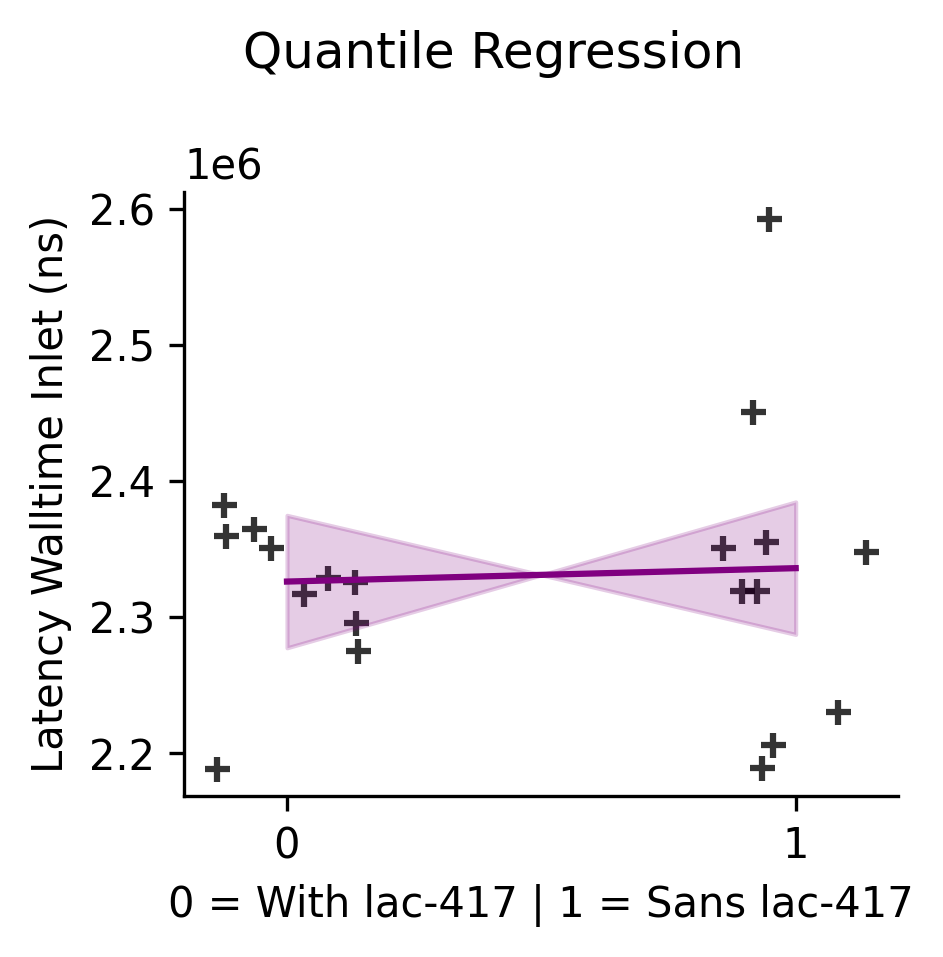 Quantile Regression
1e6
2.6
2.5
2.4
2.3
2.2
Latency Walltime Inlet (ns)
0 1
0 = With lac-417 | 1 = Sans lac-417